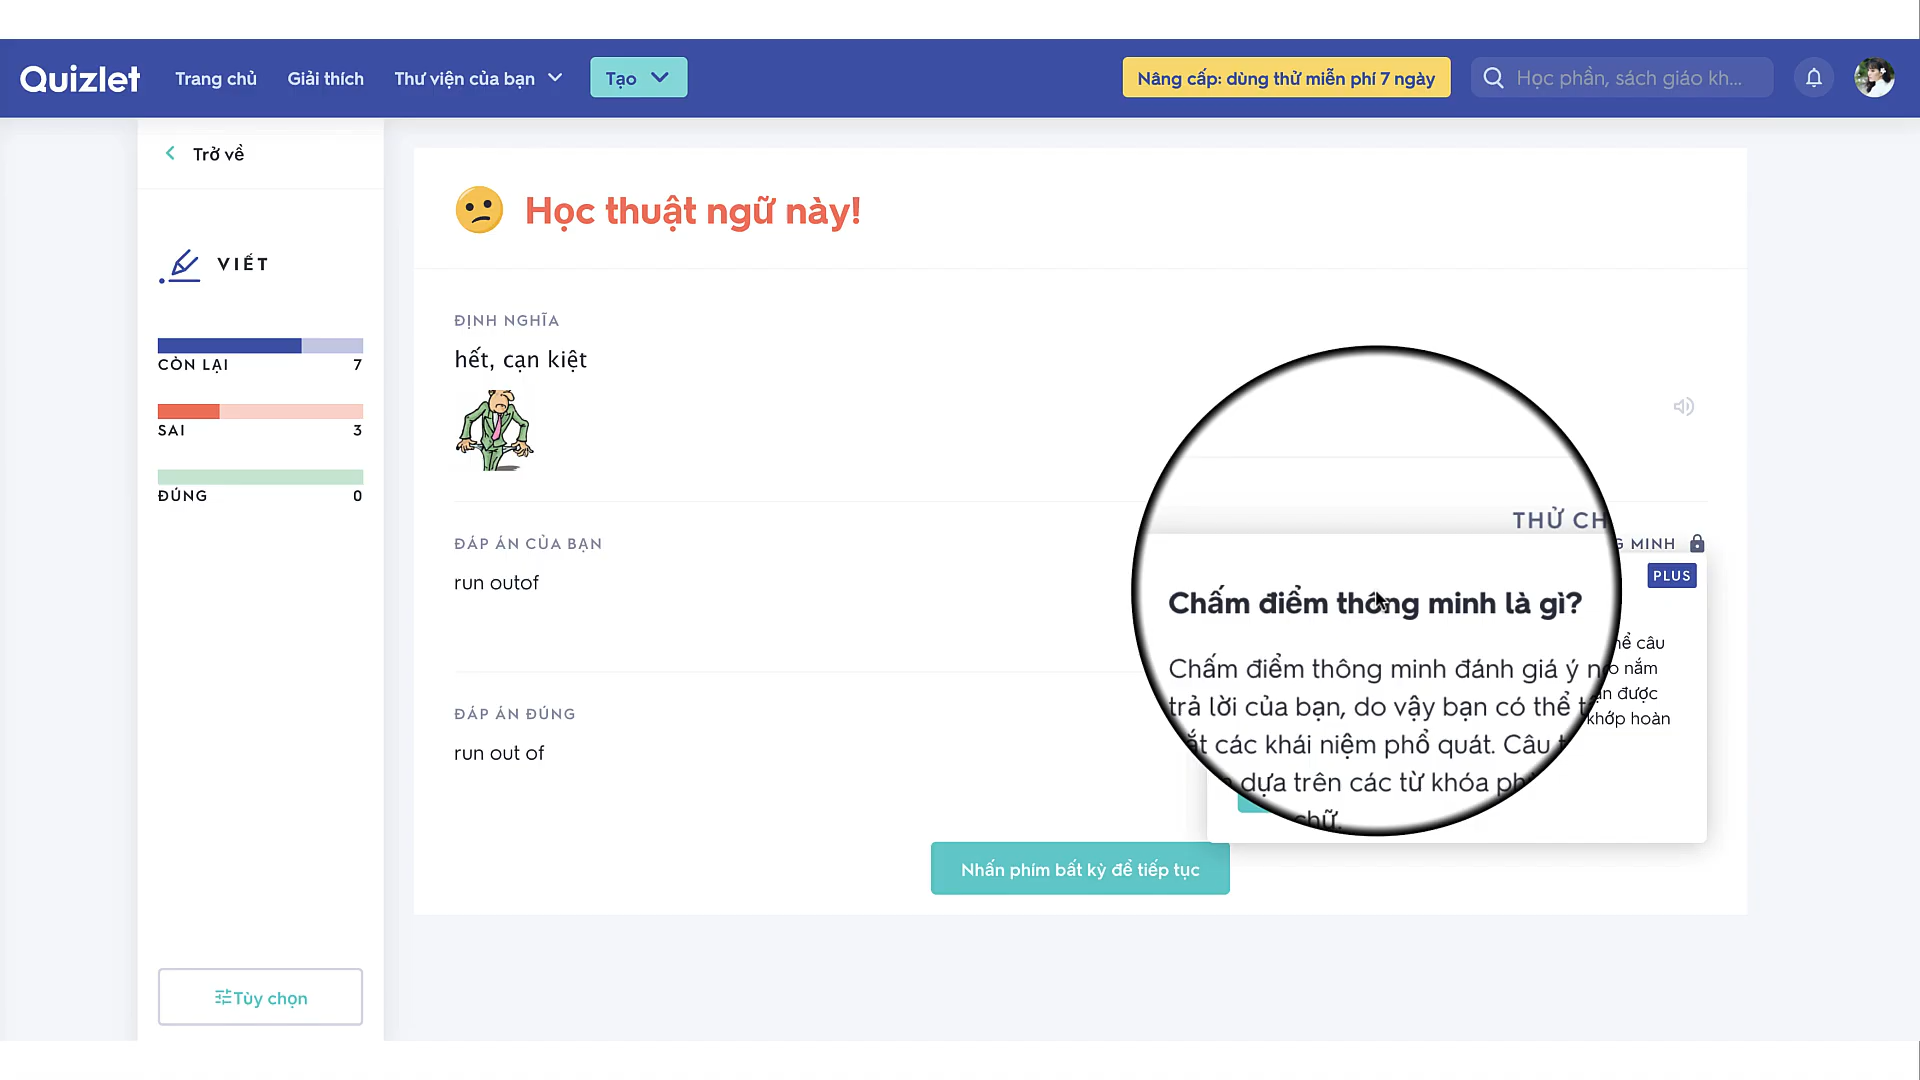 Quizlet
Trang chủ
Giải thích
Thư viện của bạn
Tạo
Nâng cấp: dùng thử miễn phí 7 ngày
Học phần, sách giáo kh...
Trở về
VIẾT
CÒN LẠI 7
SAI 3
ĐÚNG 0
Tùy chọn
Học thuật ngữ này!
ĐỊNH NGHĨA
hết, cạn kiệt
ĐÁP ÁN CỦA BẠN
run outof
ĐÁP ÁN ĐÚNG
run out of
THỬ CH
MINH
PLUS
Chấm điểm thông minh là gì?
Chấm điểm thông minh đánh giá ý
trả lời của bạn, do vậy bạn có thể
các khái niệm phổ quát. Câu
dựa trên các từ khóa
chữ.
câu
nắm
được
khớp hoàn
Nhấn phím bất kỳ để tiếp tục